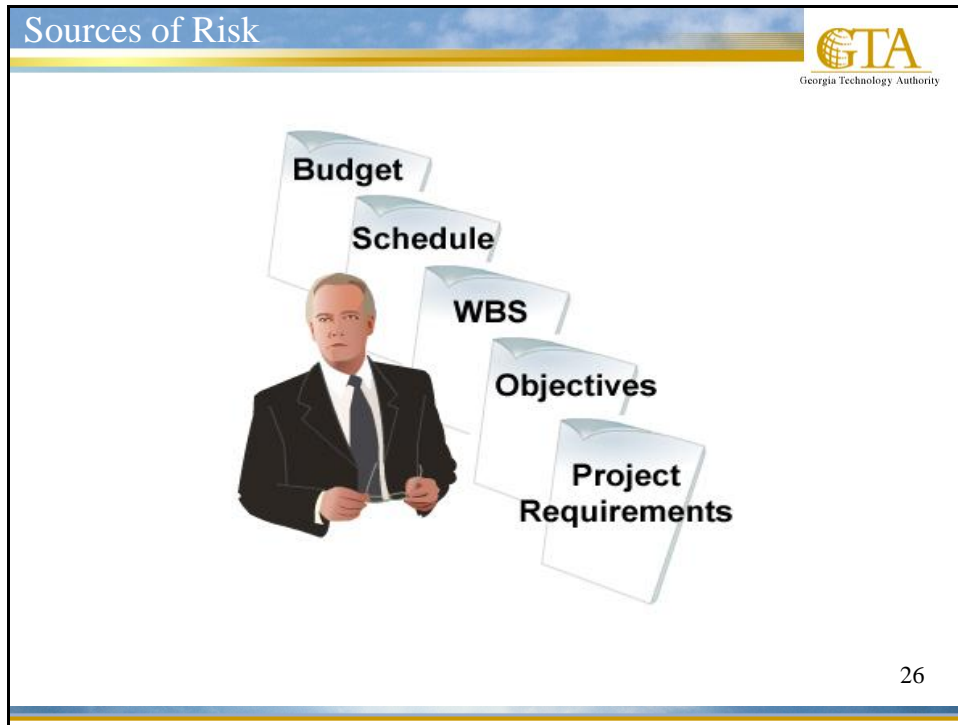 Sources of Risk
GTA
Georgia Technology Authority
Budget
Schedule
WBS
Objectives
Project
Requirements
26